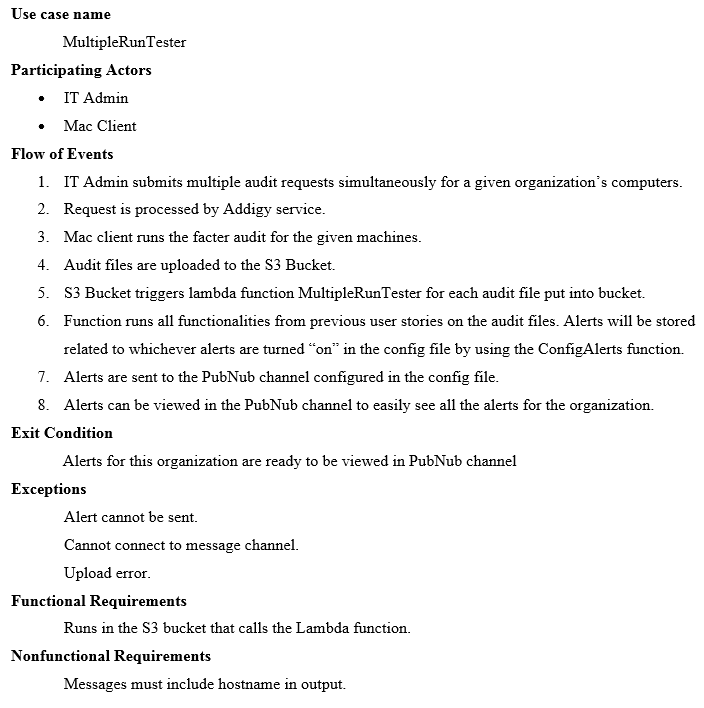 Use case name
MultipleRunTester
Participating Actors
• IT Admin
• Mac Client
Flow of Events
1. IT Admin submits multiple audit requests simultaneously for a given organization's computers.
2. Request is processed by Addigy service.
3. Mac client runs the facter audit for the given machines.
4. Audit files are uploaded to the S3 Bucket.
5. S3 Bucket triggers lambda function MultipleRunTester for each audit file put into bucket.
6. Function runs all functionalities from previous user stories on the audit files. Alerts will be stored
related to whichever alerts are turned “on” in the config file by using the ConfigAlerts function.
7. Alerts are sent to the PubNub channel configured in the config file.
8. Alerts can be viewed in the PubNub channel to easily see all the alerts for the organization.
Exit Condition
Alerts for this organization are ready to be viewed in PubNub channel
Exceptions
Alert cannot be sent.
Cannot connect to message channel.
Upload error.
Functional Requirements
Runs in the S3 bucket that calls the Lambda function.
Nonfunctional Requirements
Messages must include hostname in output.